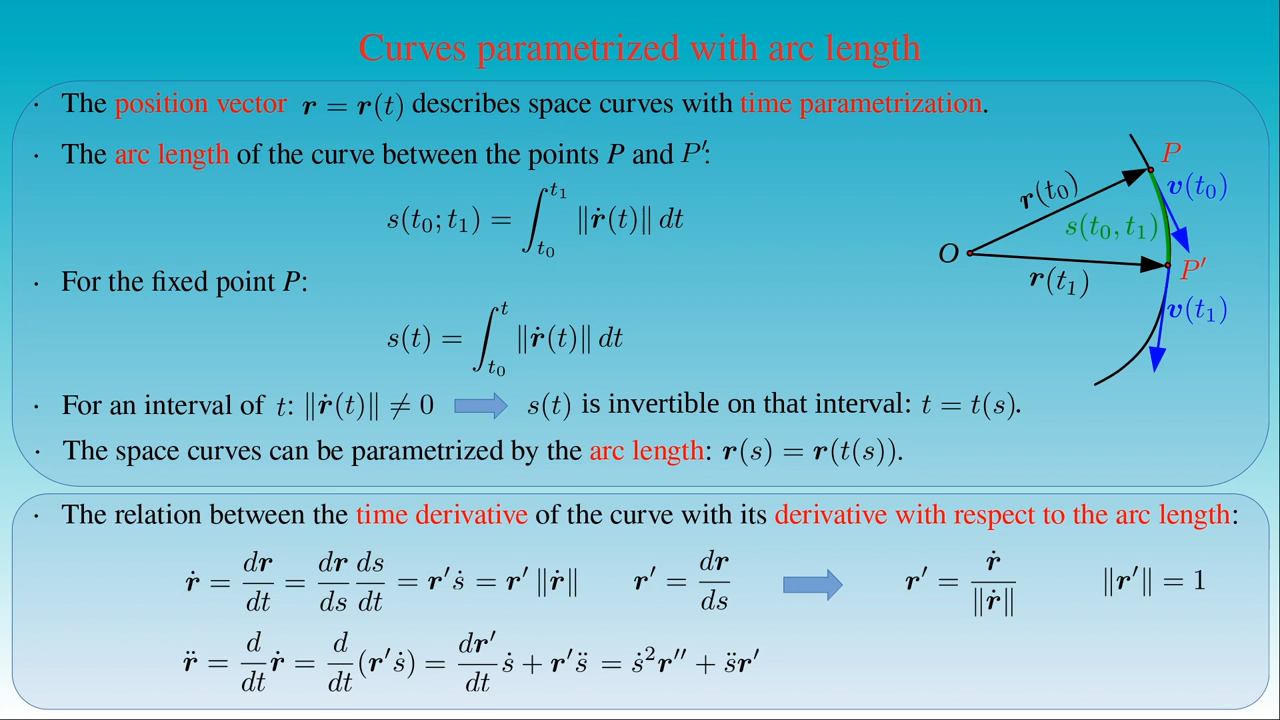 Curves parametrized with arc length
· The position vector r = r(t) describes space curves with time parametrization.
· The arc length of the curve between the points P and P′:
s(t₀; t₁) = ∫_{t₀}^{t₁} ‖ṙ(t)‖ dt
· For the fixed point P:
s(t) = ∫_{t₀}^{t} ‖ṙ(t)‖ dt
· For an interval of t: ‖ṙ(t)‖ ≠ 0 s(t) is invertible on that interval: t = t(s).
· The space curves can be parametrized by the arc length: r(s) = r(t(s)).
P
v(t₀)
r(t₀)
s(t₀, t₁)
O
P′
r(t₁)
v(t₁)
· The relation between the time derivative of the curve with its derivative with respect to the arc length:
ṙ = dr/dt = dr/ds ds/dt = r′ṡ = r′ ‖ṙ‖ r′ = dr/ds r′ = ṙ/‖ṙ‖ ‖r′‖ = 1
r̈ = d/dt ṙ = d/dt (r′ṡ) = dr′/dt ṡ + r′s̈ = ṡ²r″ + s̈r′